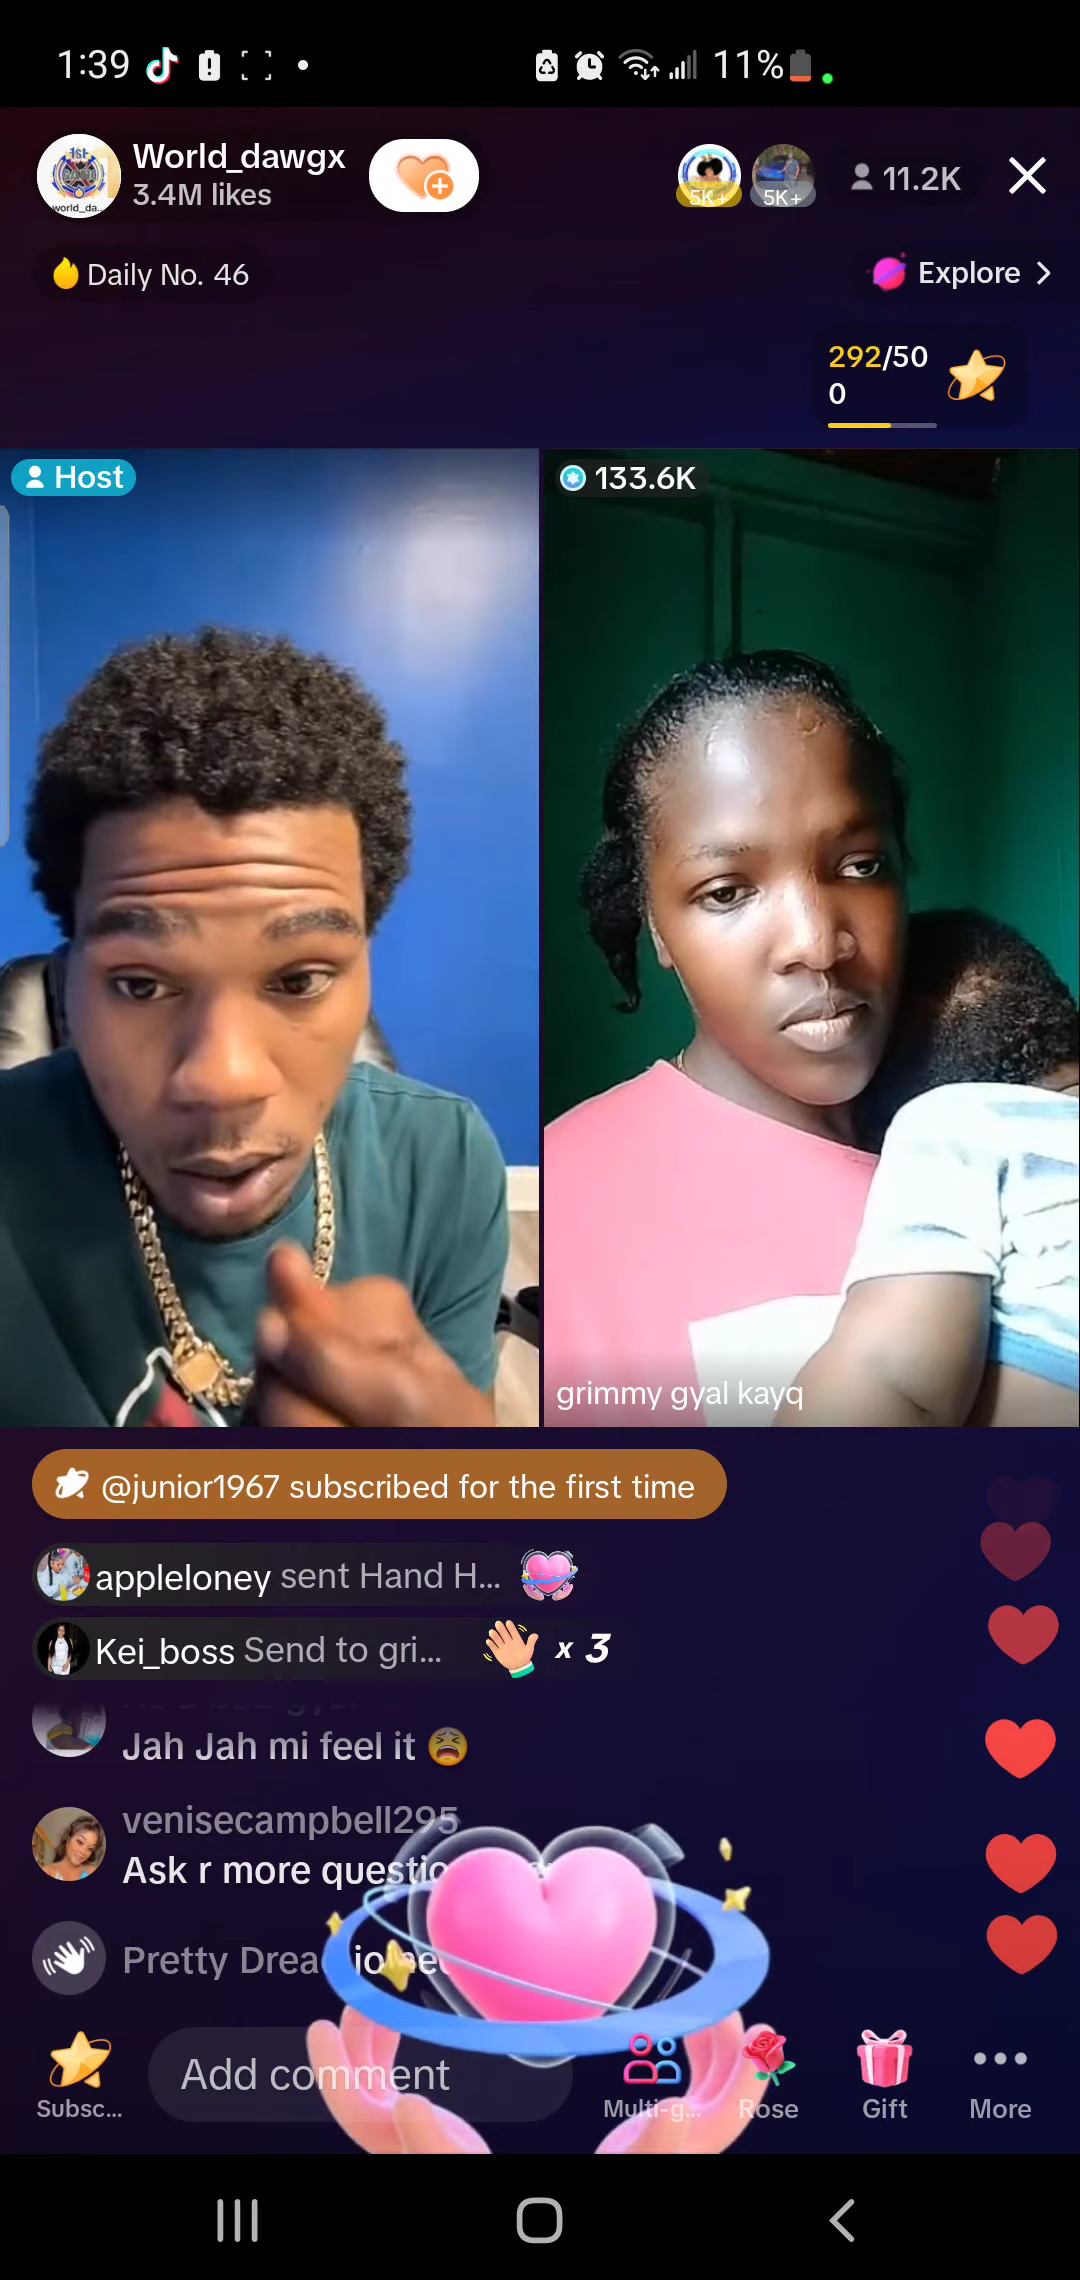 1:39
11%
World_dawgx
3.4M likes
5K+
5K+
11.2K
Daily No. 46
Explore
292/50
0
Host
133.6K
grimmy gyal kayq
@junior1967 subscribed for the first time
appleloney sent Hand H...
Kei_boss Send to gri... x 3
Jah Jah mi feel it
venisecampbell295
Ask r more questio
Pretty Drea
Subsc...
Add comment
Multi-g...
Rose
Gift
More